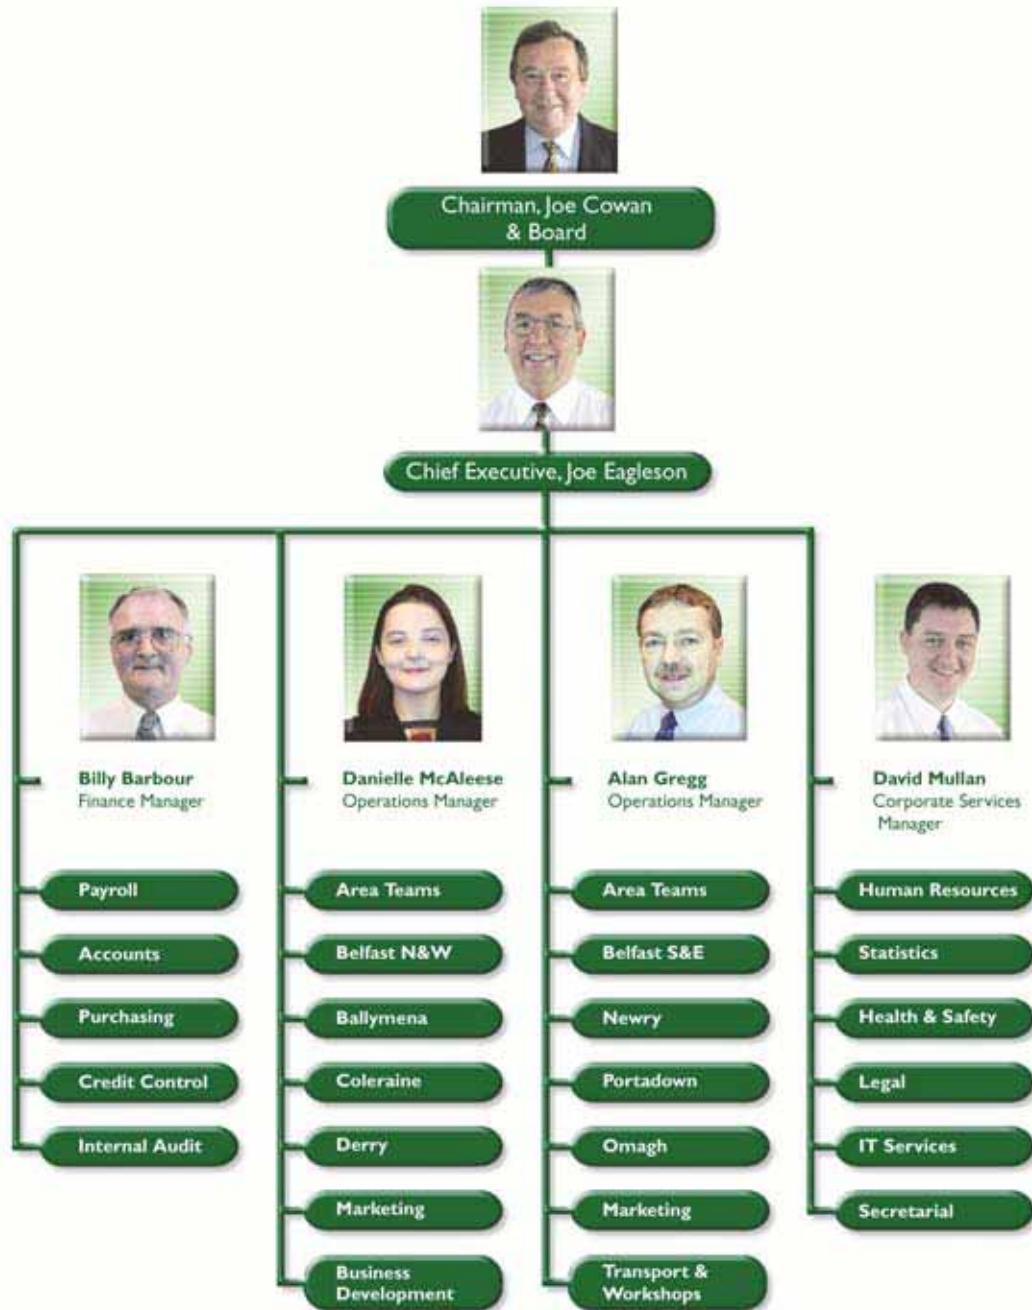 Chairman, Joe Cowan
& Board
Chief Executive, Joe Eagleson
Billy Barbour
Finance Manager
Payroll
Accounts
Purchasing
Credit Control
Internal Audit
Danielle McAleese
Operations Manager
Area Teams
Belfast N&W
Ballymena
Coleraine
Derry
Marketing
Business
Development
Alan Gregg
Operations Manager
Area Teams
Belfast S&E
Newry
Portadown
Omagh
Marketing
Transport &
Workshops
David Mullan
Corporate Services
Manager
Human Resources
Statistics
Health & Safety
Legal
IT Services
Secretarial